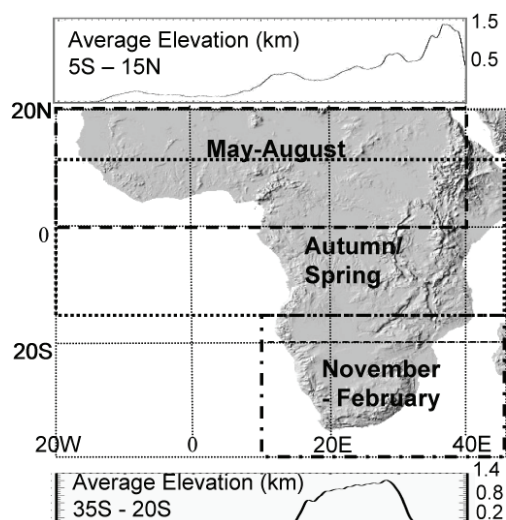 Average Elevation (km)
5S – 15N
1.5
0.5
20N
May-August
0
Autumn/
Spring
20S
November
- February
20W
0
20E
40E
Average Elevation (km)
35S - 20S
1.4
0.8
0.2